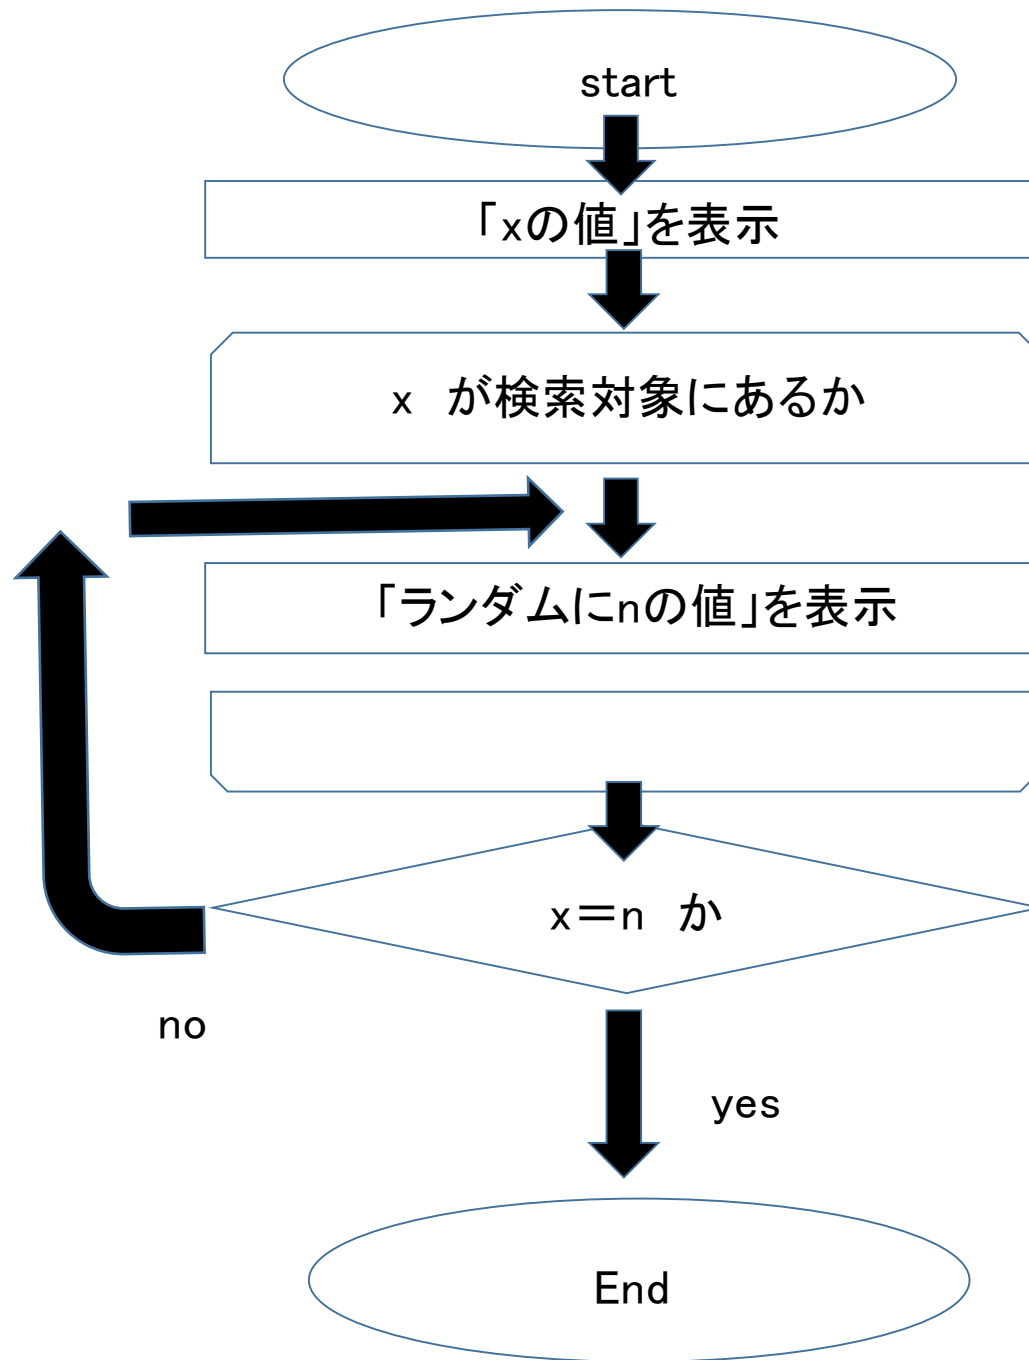 start
「xの値」を表示
x　が検索対象にあるか
「ランダムにnの値」を表示
x＝n　か
no
yes
End